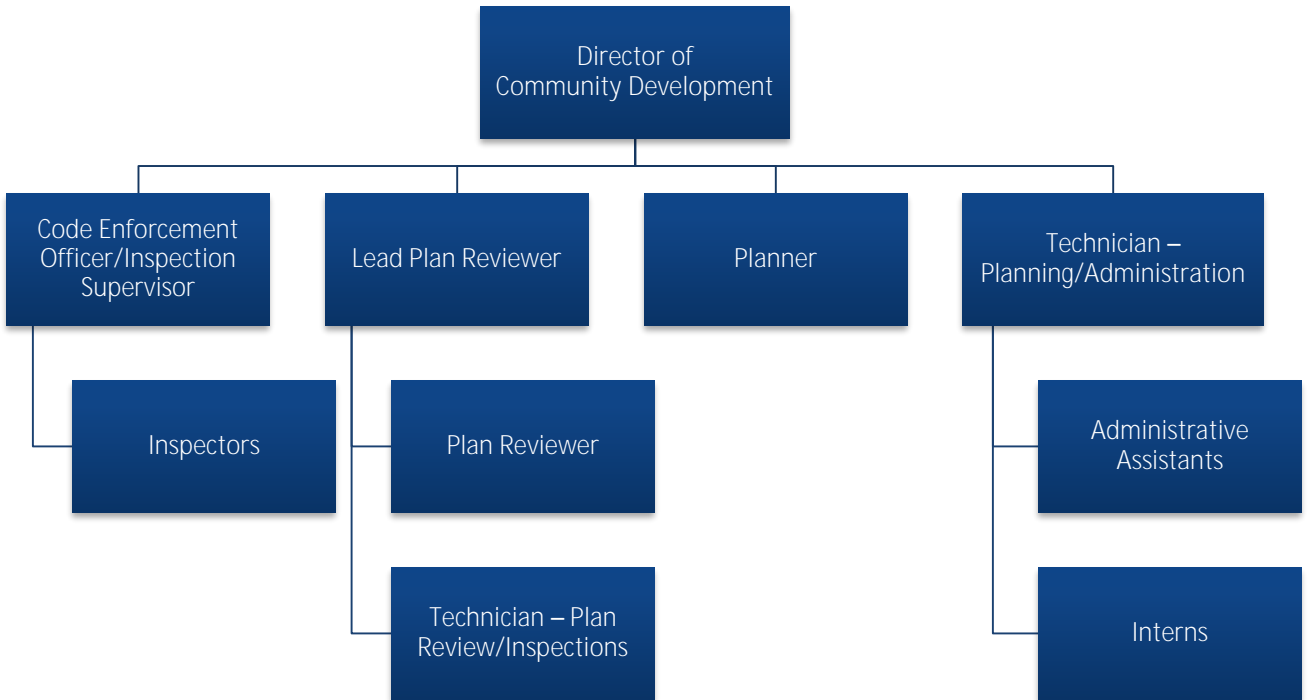 Director of
Community Development
Code Enforcement
Officer/Inspection
Supervisor
Lead Plan Reviewer
Planner
Technician –
Planning/Administration
Inspectors
Plan Reviewer
Administrative
Assistants
Technician – Plan
Review/Inspections
Interns